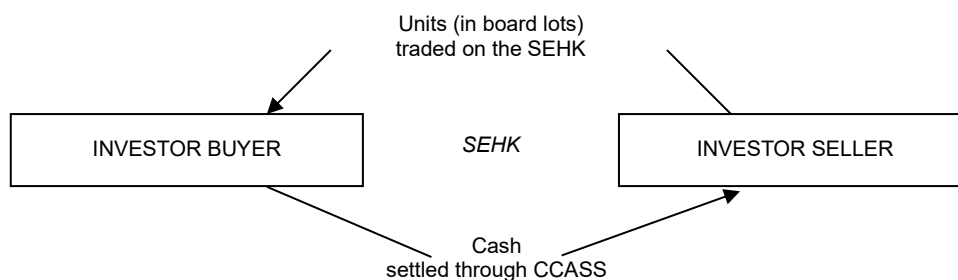 Units (in board lots)
traded on the SEHK
INVESTOR BUYER
SEHK
INVESTOR SELLER
Cash
settled through CCASS